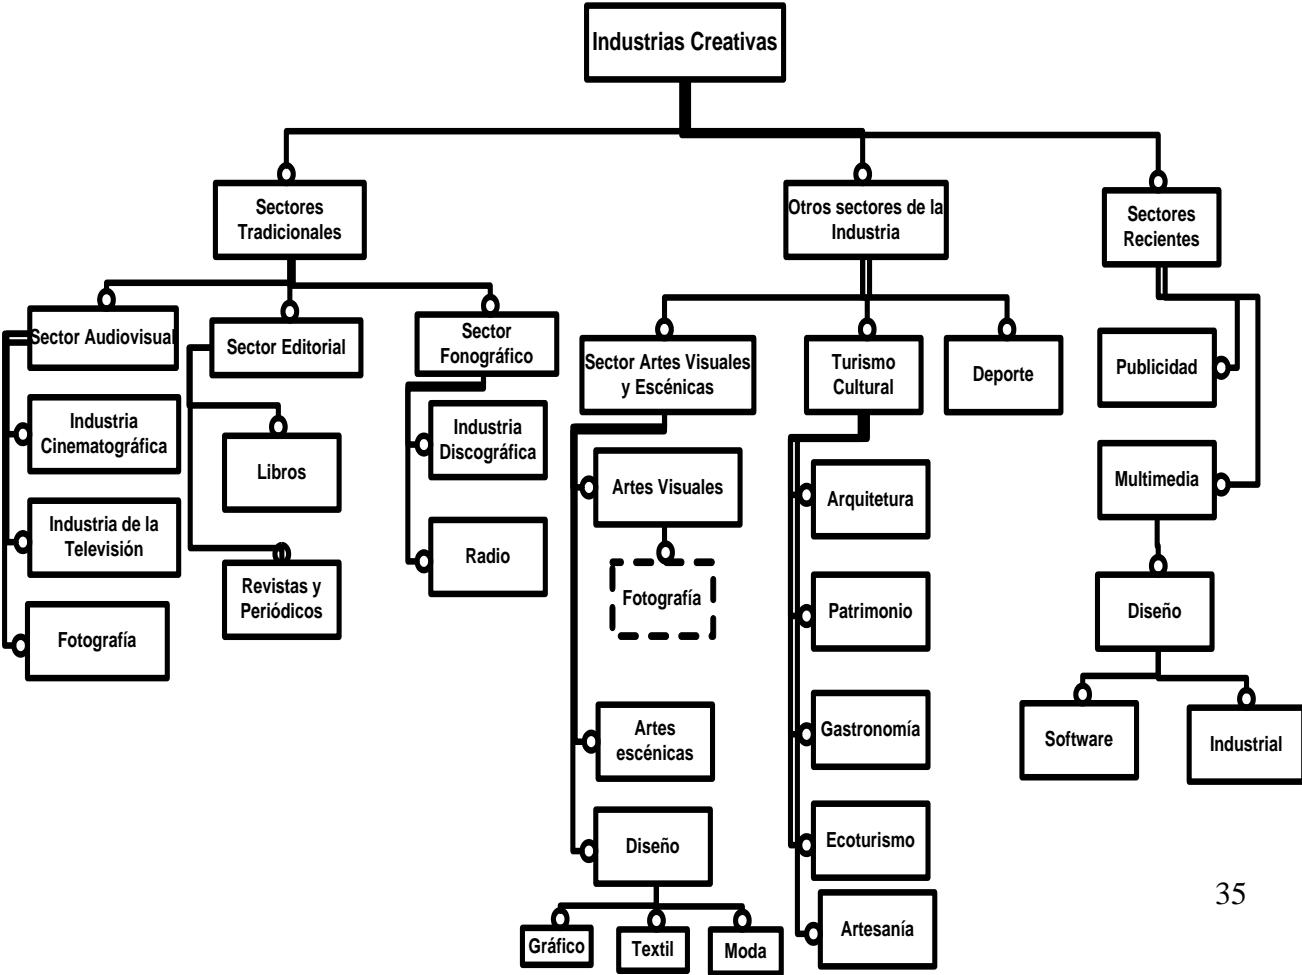 Industrias Creativas
Sectores
Tradicionales
Otros sectores de la
Industria
Sectores
Recientes
Sector Audiovisual
Sector Editorial
Sector
Fonográfico
Sector Artes Visuales
y Escénicas
Turismo
Cultural
Deporte
Publicidad
Industria
Cinematográfica
Libros
Industria
Discográfica
Artes Visuales
Arquitetura
Multimedia
Industria de la
Televisión
Revistas y
Periódicos
Radio
Fotografía
Patrimonio
Diseño
Fotografía
Artes
escénicas
Gastronomía
Software
Industrial
Diseño
Ecoturismo
Artesanía
Gráfico
Textil
Moda
35